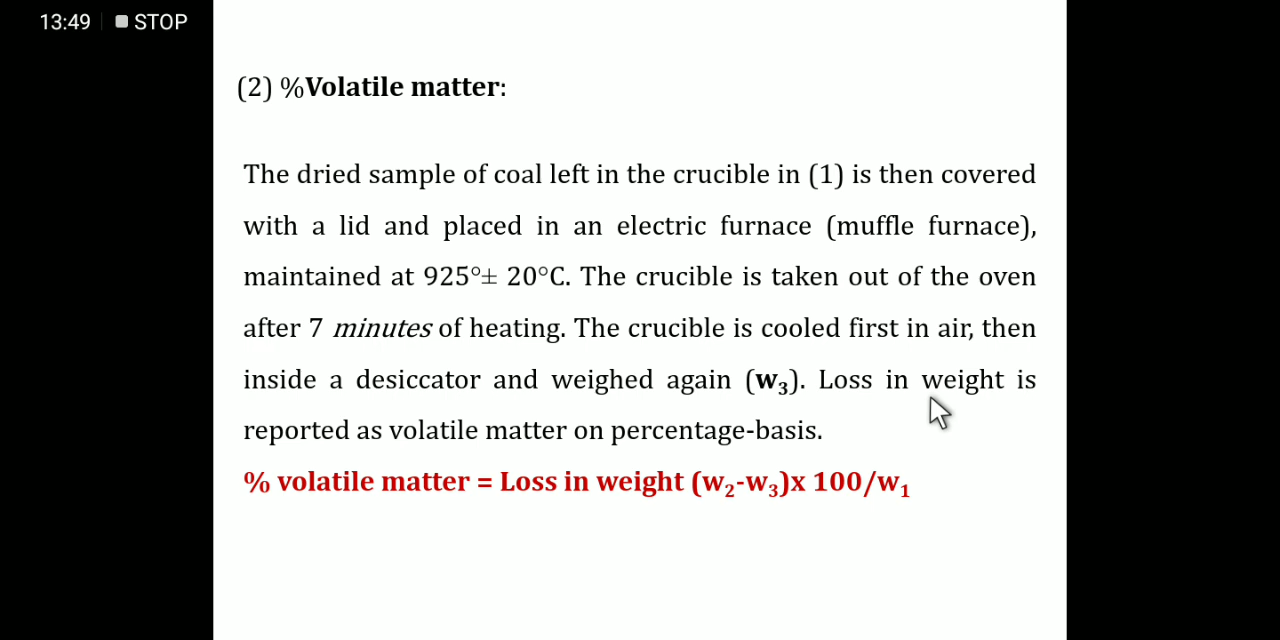 13:49 STOP
(2) %Volatile matter:
The dried sample of coal left in the crucible in (1) is then covered
with a lid and placed in an electric furnace (muffle furnace),
maintained at 925°± 20°C. The crucible is taken out of the oven
after 7 minutes of heating. The crucible is cooled first in air, then
inside a desiccator and weighed again (w₃). Loss in weight is
reported as volatile matter on percentage-basis.
% volatile matter = Loss in weight (w₂-w₃)x 100/w₁